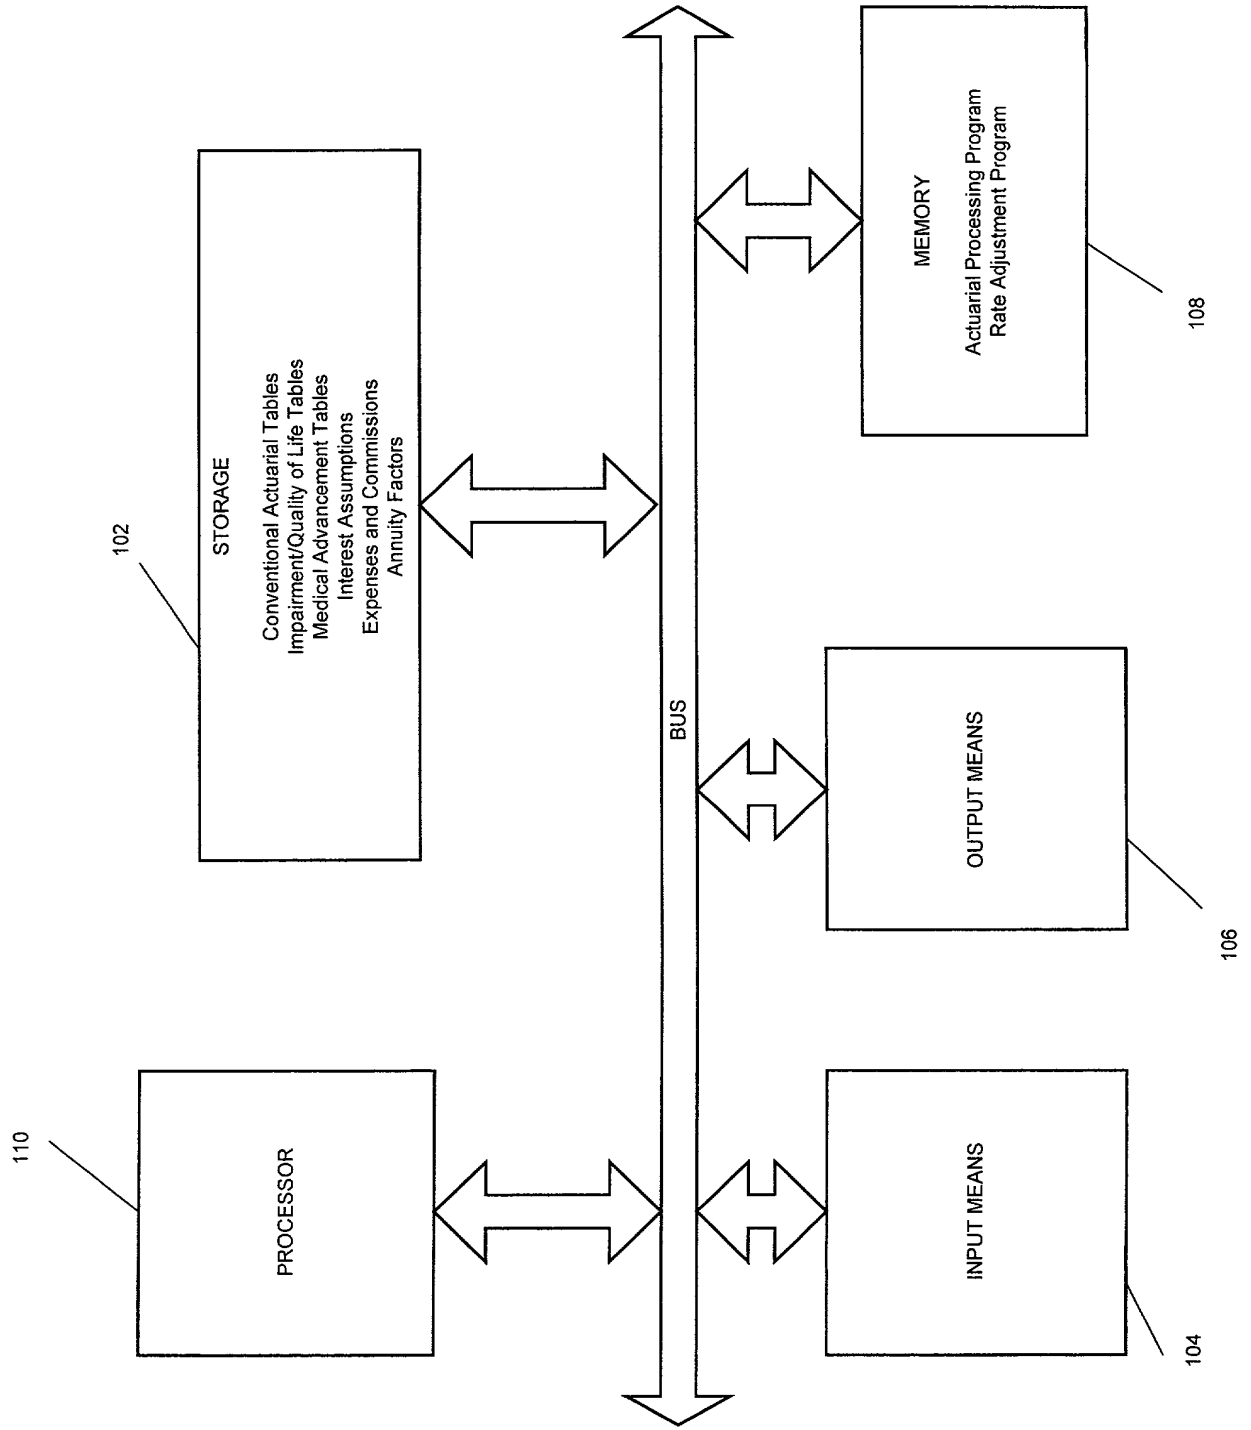 110
PROCESSOR
102
STORAGE
Conventional Actuarial Tables
Impairment/Quality of Life Tables
Medical Advancement Tables
Interest Assumptions
Expenses and Commissions
Annuity Factors
BUS
INPUT MEANS
104
OUTPUT MEANS
106
MEMORY
Actuarial Processing Program
Rate Adjustment Program
108